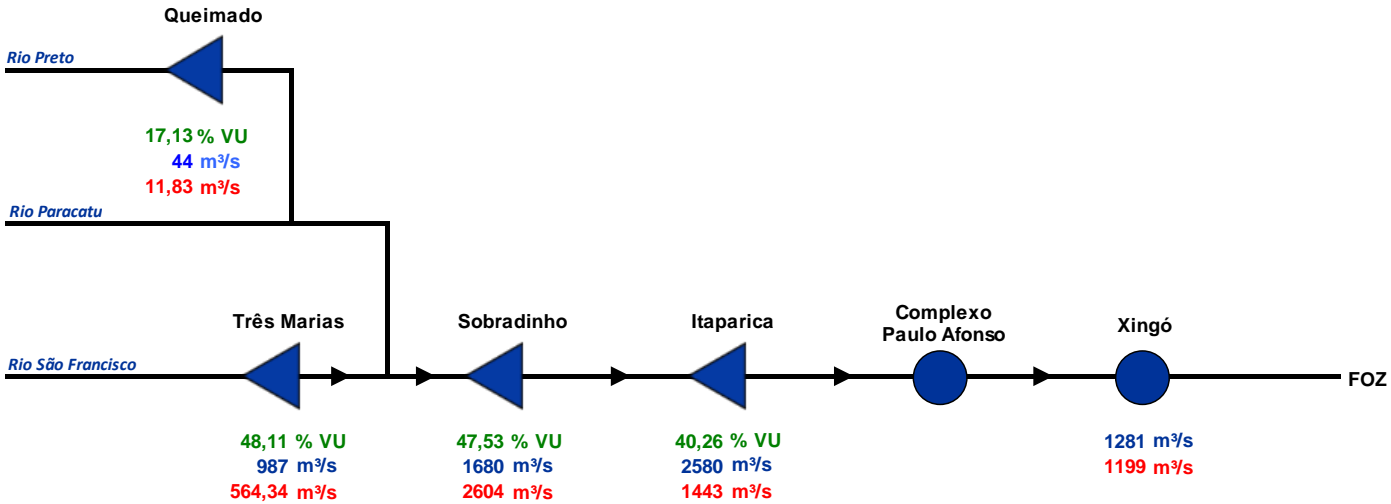 Queimado
Rio Preto
17,13 % VU
44 m³/s
11,83 m³/s
Rio Paracatu
Três Marias
Sobradinho
Itaparica
Complexo
Paulo Afonso
Xingó
Rio São Francisco
FOZ
48,11 % VU
987 m³/s
564,34 m³/s
47,53 % VU
1680 m³/s
2604 m³/s
40,26 % VU
2580 m³/s
1443 m³/s
1281 m³/s
1199 m³/s